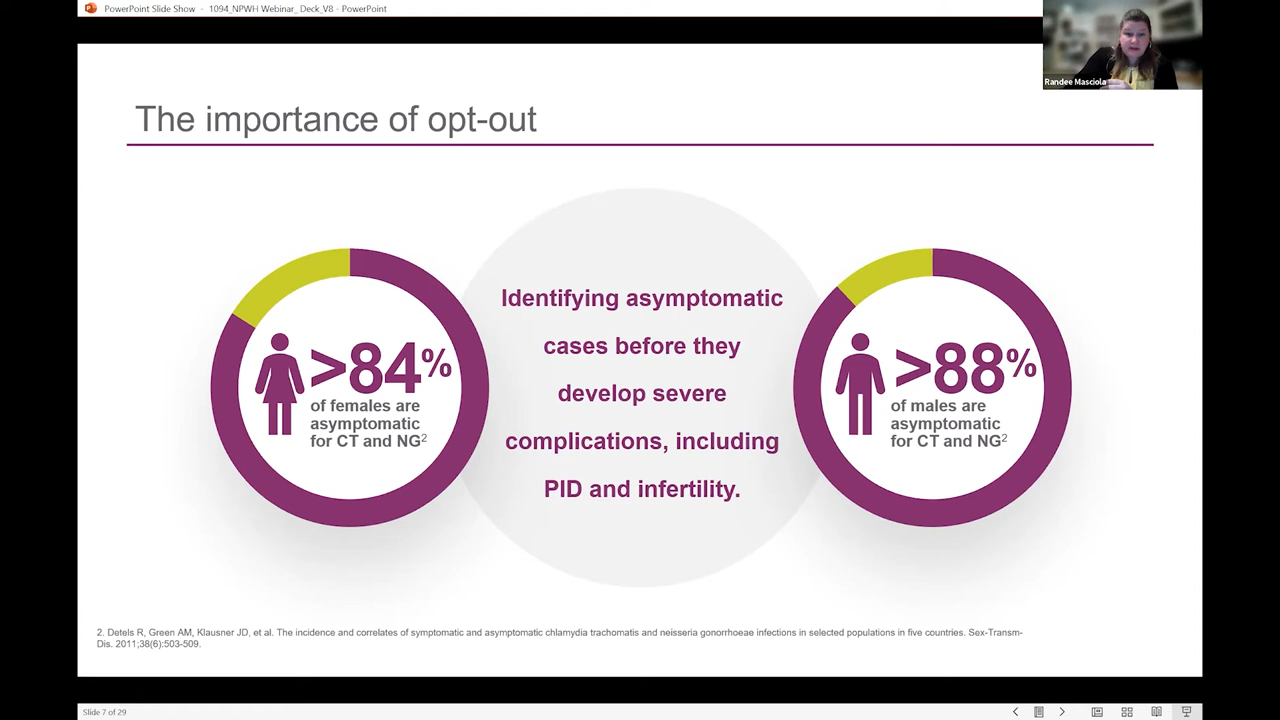 PowerPoint Slide Show - 1094_NPWH Webinar_ Deck_V8 - PowerPoint
Randee Masciola
The importance of opt-out
>84%
of females are
asymptomatic
for CT and NG2
Identifying asymptomatic
cases before they
develop severe
complications, including
PID and infertility.
>88%
of males are
asymptomatic
for CT and NG2
2. Detels R, Green AM, Klausner JD, et al. The incidence and correlates of symptomatic and asymptomatic chlamydia trachomatis and neisseria gonorrhoeae infections in selected populations in five countries. Sex-Transm-
Dis. 2011;38(6):503-509.
Slide 7 of 29